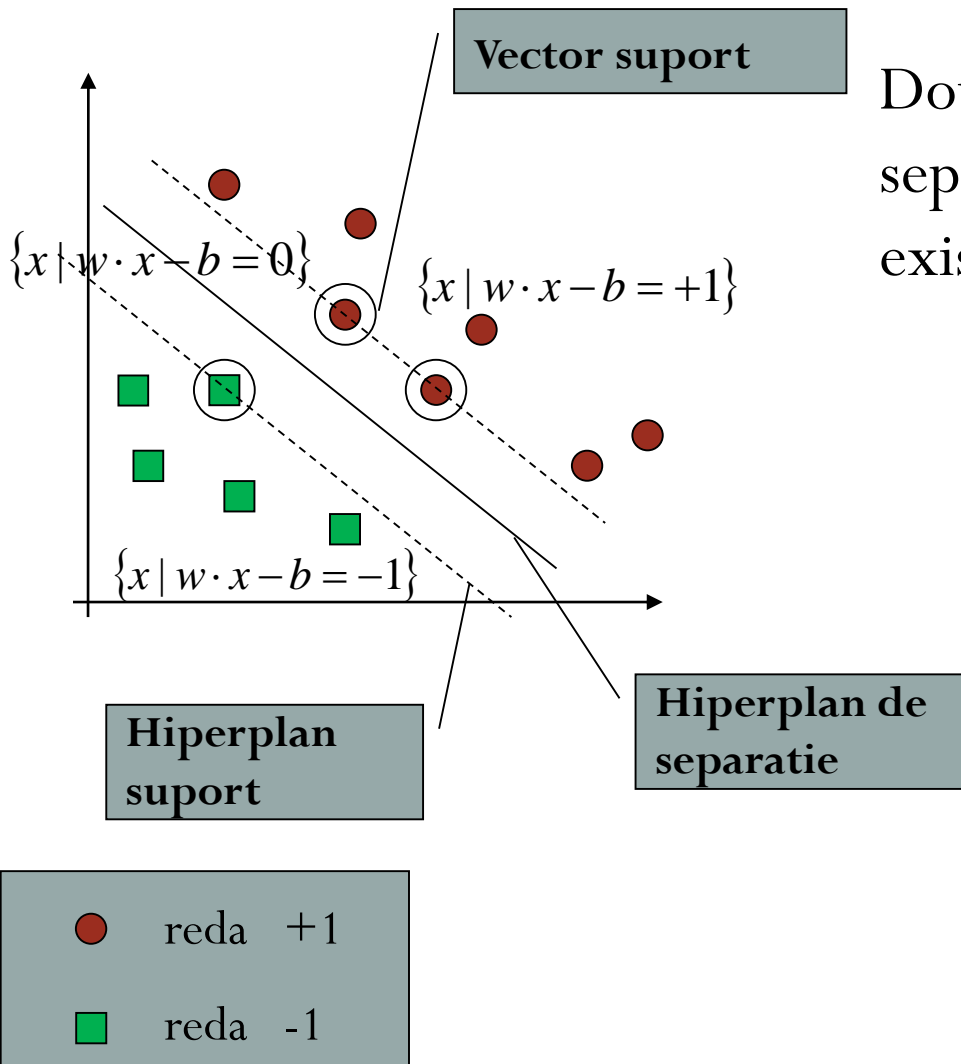 Vector suport
{x | w · x − b = 0}
{x | w · x − b = +1}
{x | w · x − b = −1}
Hiperplan
suport
Hiperplan de
separatie
reda +1
reda -1